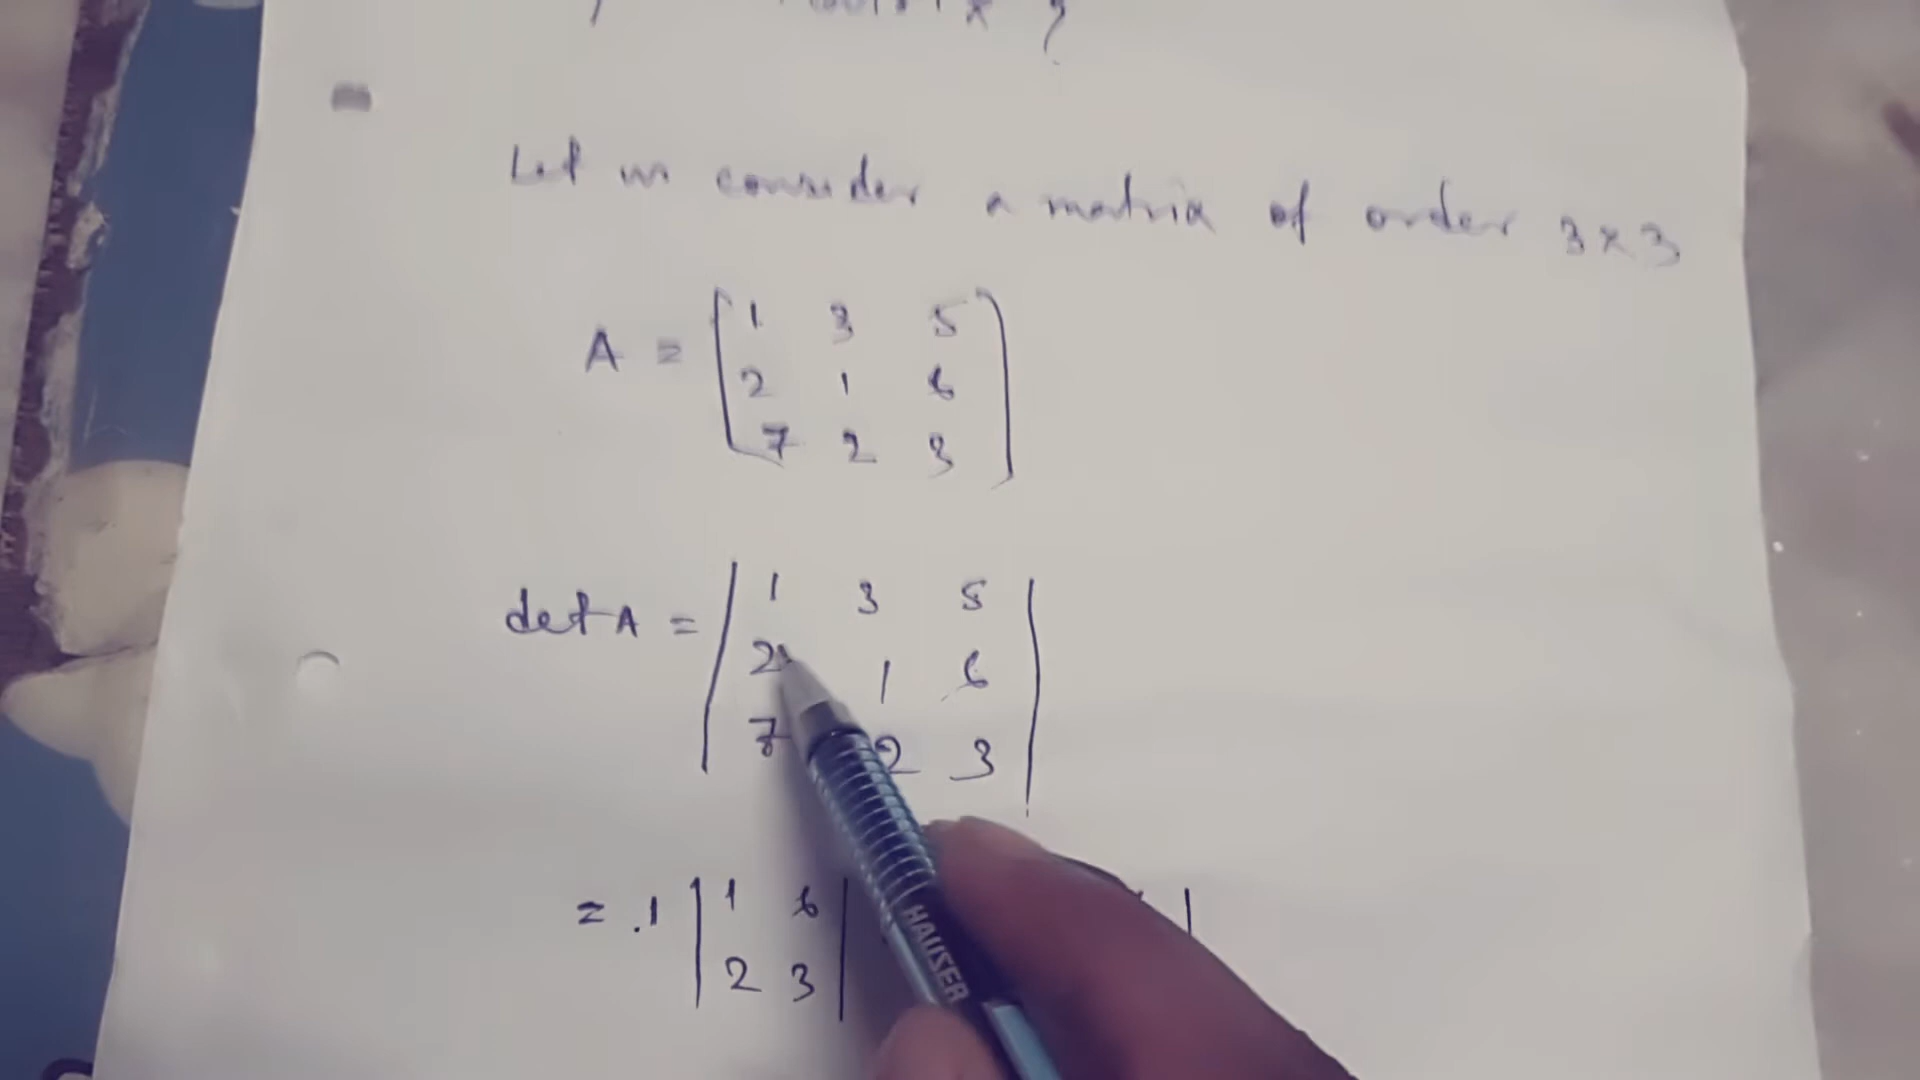 Let us consider a matrix of order 3×3
A = [ 1 3 5
2 1 6
7 2 3 ]
det A = | 1 3 5 |
2 1 6
7 2 3
= .1 | 1 6 | |
2 3
HAUSER